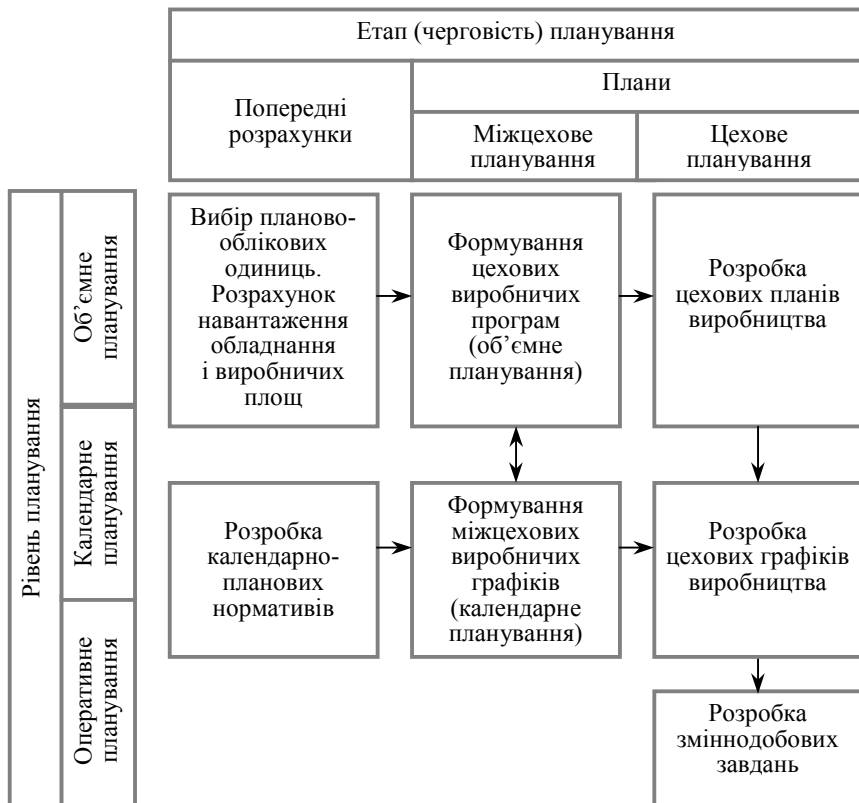 Етап (черговість) планування
Попередні
розрахунки
Плани
Міжцехове
планування
Цехове
планування
Рівень планування
Об’ємне
планування
Вибір планово-
облікових
одиниць.
Розрахунок
навантаження
обладнання
і виробничих
площ
Формування
цехових
виробничих
програм
(об’ємне
планування)
Розробка
цехових планів
виробництва
Календарне
планування
Розробка
календарно-
планових
нормативів
Формування
міжцехових
виробничих
графіків
(календарне
планування)
Розробка
цехових графіків
виробництва
Оперативне
планування
Розробка
зміннодобових
завдань